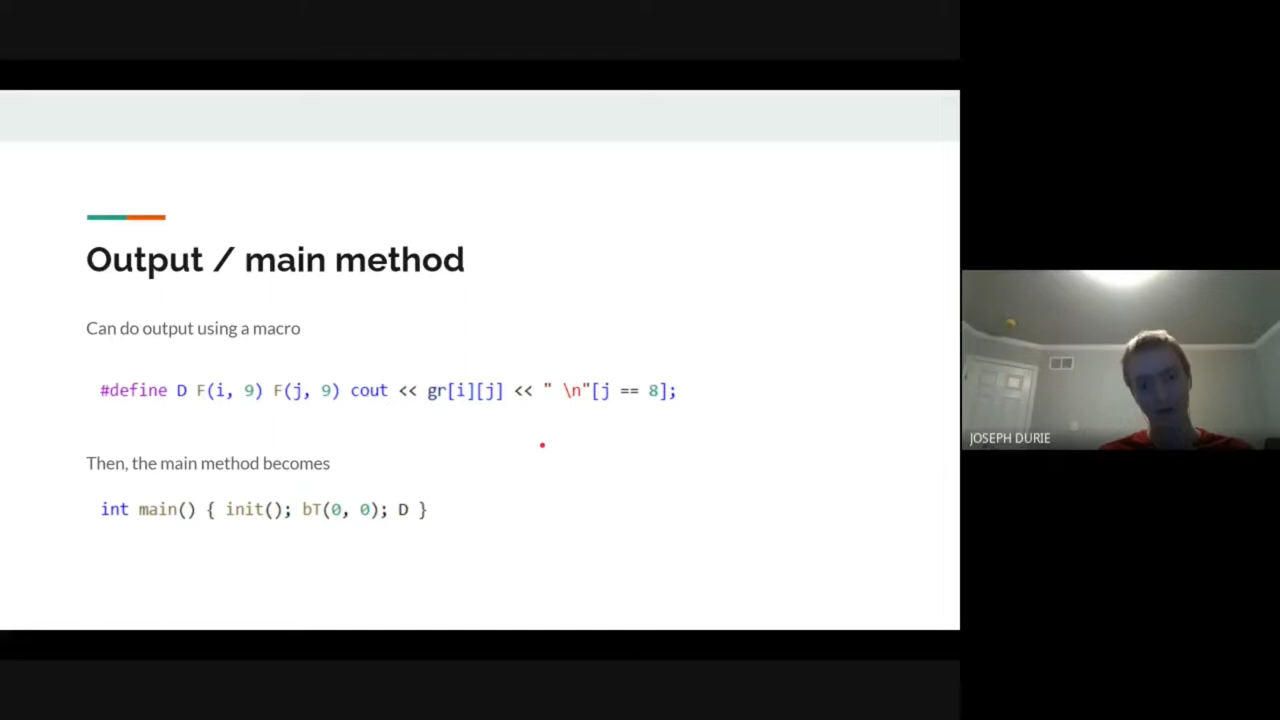 Output / main method
Can do output using a macro
#define D F(i, 9) F(j, 9) cout << gr[i][j] << " \n"[j == 8];
JOSEPH DURIE
Then, the main method becomes
int main() { init(); bT(0, 0); D }